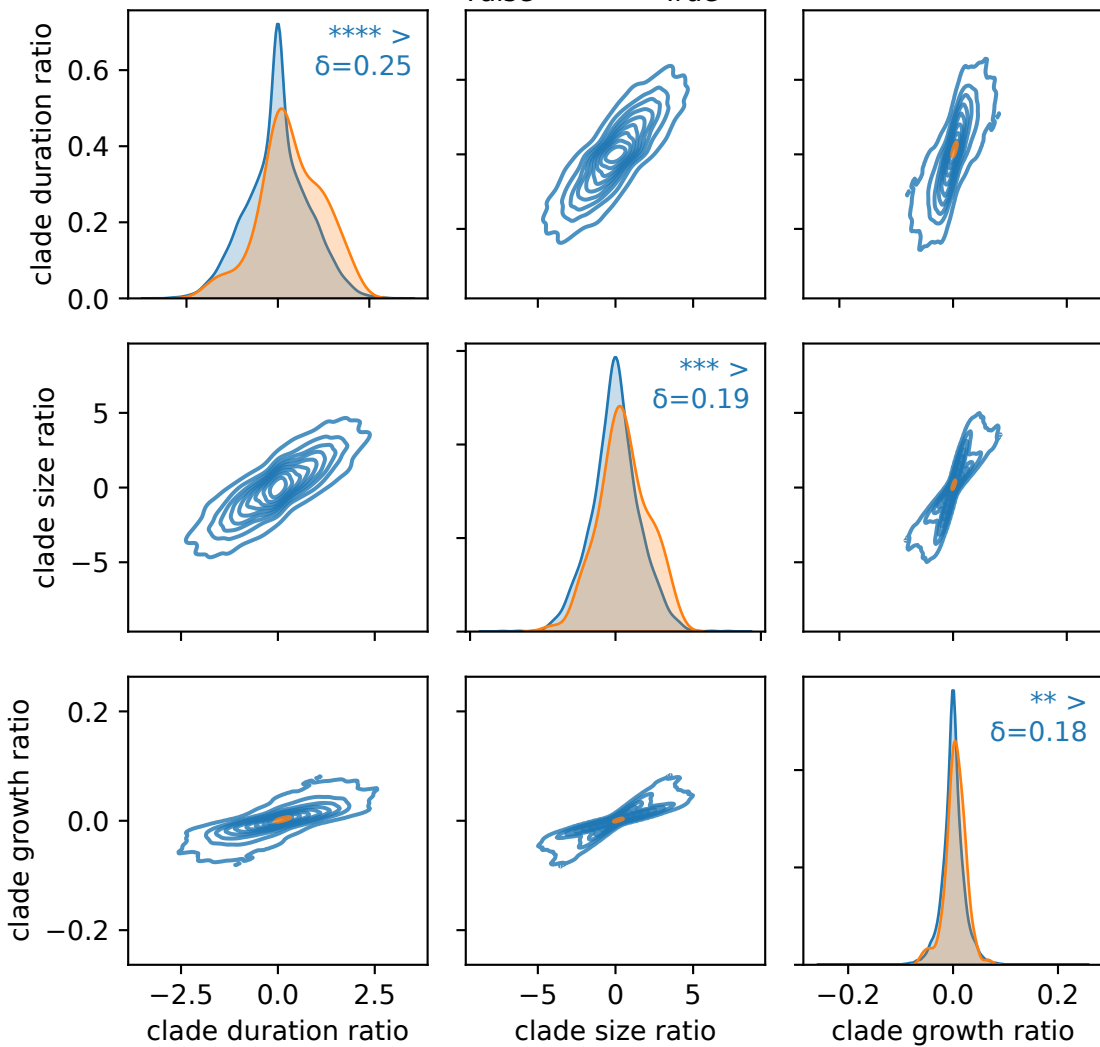 clade duration ratio
0.6
0.4
0.2
0.0
**** >
δ=0.25
clade size ratio
5
0
−5
*** >
δ=0.19
clade growth ratio
0.2
0.0
−0.2
** >
δ=0.18
−2.5 0.0 2.5
−5 0 5
−0.2 0.0 0.2
clade duration ratio
clade size ratio
clade growth ratio